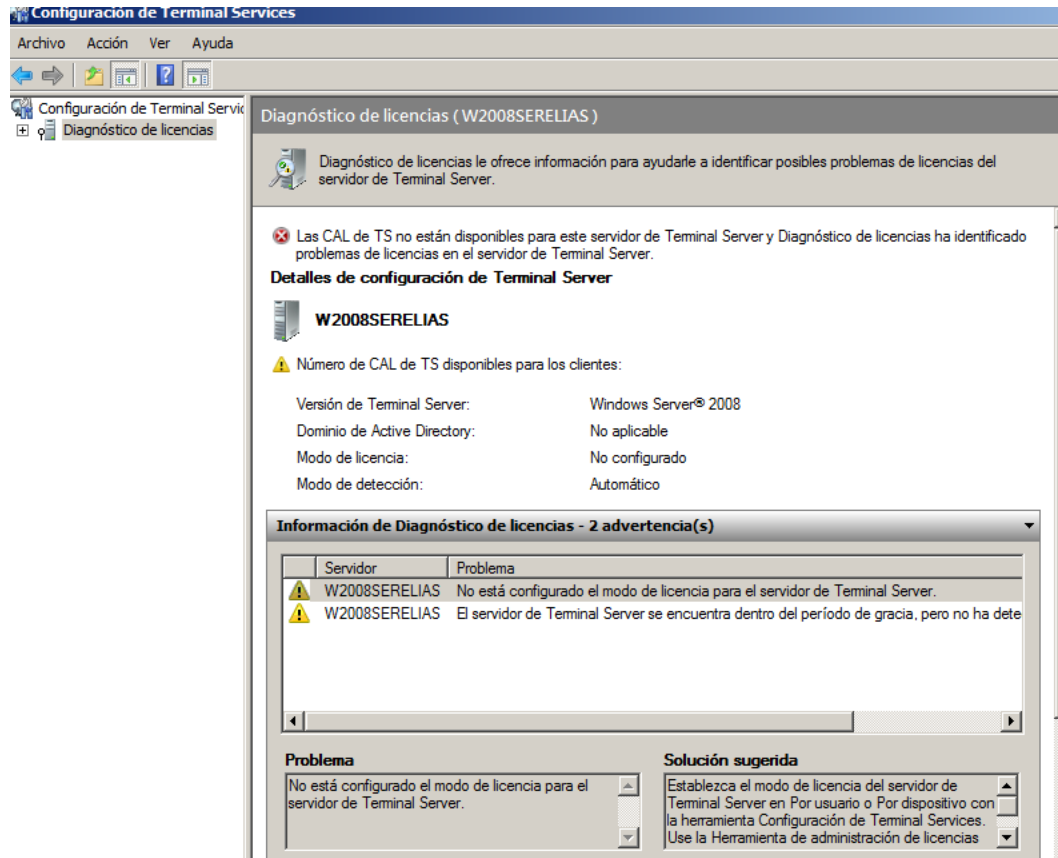 Configuración de Terminal Services
Archivo Acción Ver Ayuda
Configuración de Terminal Servic
Diagnóstico de licencias
Diagnóstico de licencias ( W2008SERELIAS )
Diagnóstico de licencias le ofrece información para ayudarle a identificar posibles problemas de licencias del
servidor de Terminal Server.
Las CAL de TS no están disponibles para este servidor de Terminal Server y Diagnóstico de licencias ha identificado
problemas de licencias en el servidor de Terminal Server.
Detalles de configuración de Terminal Server
W2008SERELIAS
Número de CAL de TS disponibles para los clientes:
Versión de Terminal Server: Windows Server® 2008
Dominio de Active Directory: No aplicable
Modo de licencia: No configurado
Modo de detección: Automático
Información de Diagnóstico de licencias - 2 advertencia(s)
Servidor Problema
W2008SERELIAS No está configurado el modo de licencia para el servidor de Terminal Server.
W2008SERELIAS El servidor de Terminal Server se encuentra dentro del período de gracia, pero no ha dete
Problema
No está configurado el modo de licencia para el
servidor de Terminal Server.
Solución sugerida
Establezca el modo de licencia del servidor de
Terminal Server en Por usuario o Por dispositivo con
la herramienta Configuración de Terminal Services.
Use la Herramienta de administración de licencias